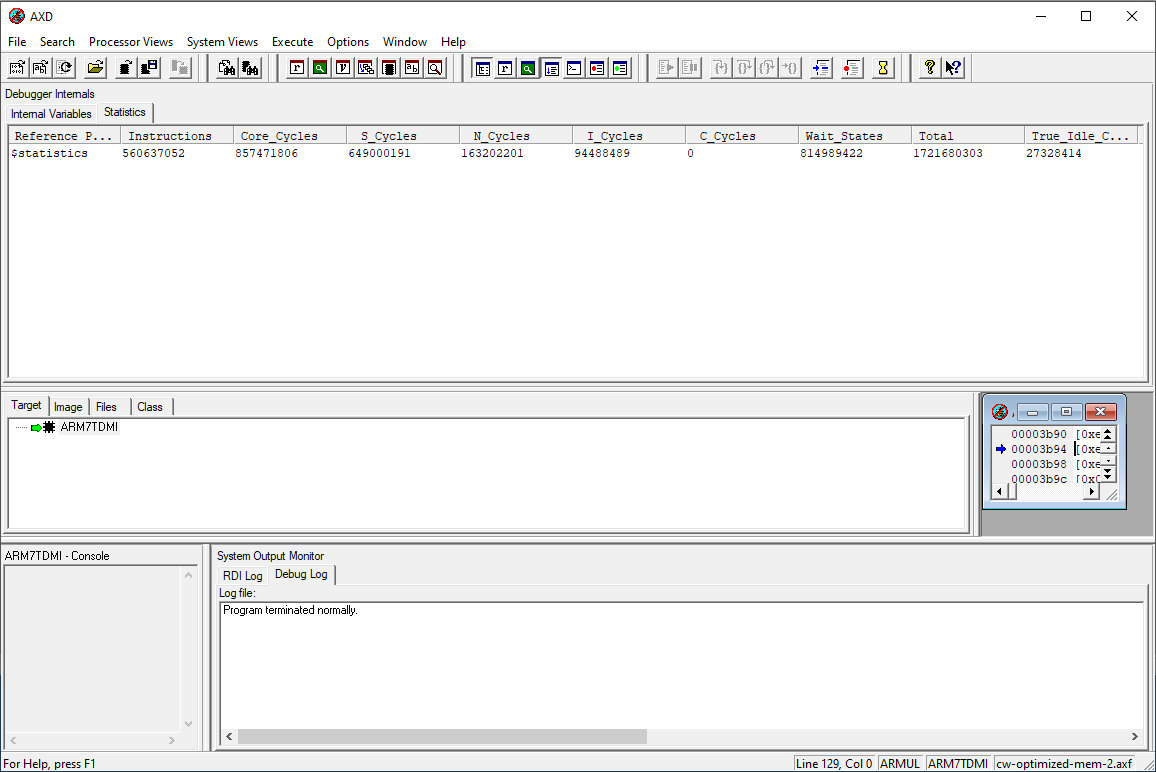 AXD
File Search Processor Views System Views Execute Options Window Help
Debugger Internals
Internal Variables Statistics
Reference P... Instructions Core_Cycles S_Cycles N_Cycles I_Cycles C_Cycles Wait_States Total True_Idle_C...
$statistics 560637052 857471806 649000191 163202201 94488489 0 814989422 1721680303 27328414
Target Image Files Class
ARM7TDMI
00003b90 [0xe
00003b94 [0xe
00003b98 [0xe
00003b9c [0x0
ARM7TDMI - Console
System Output Monitor
RDI Log Debug Log
Log file:
Program terminated normally.
For Help, press F1
Line 129, Col 0 ARMUL ARM7TDMI cw-optimized-mem-2.axf